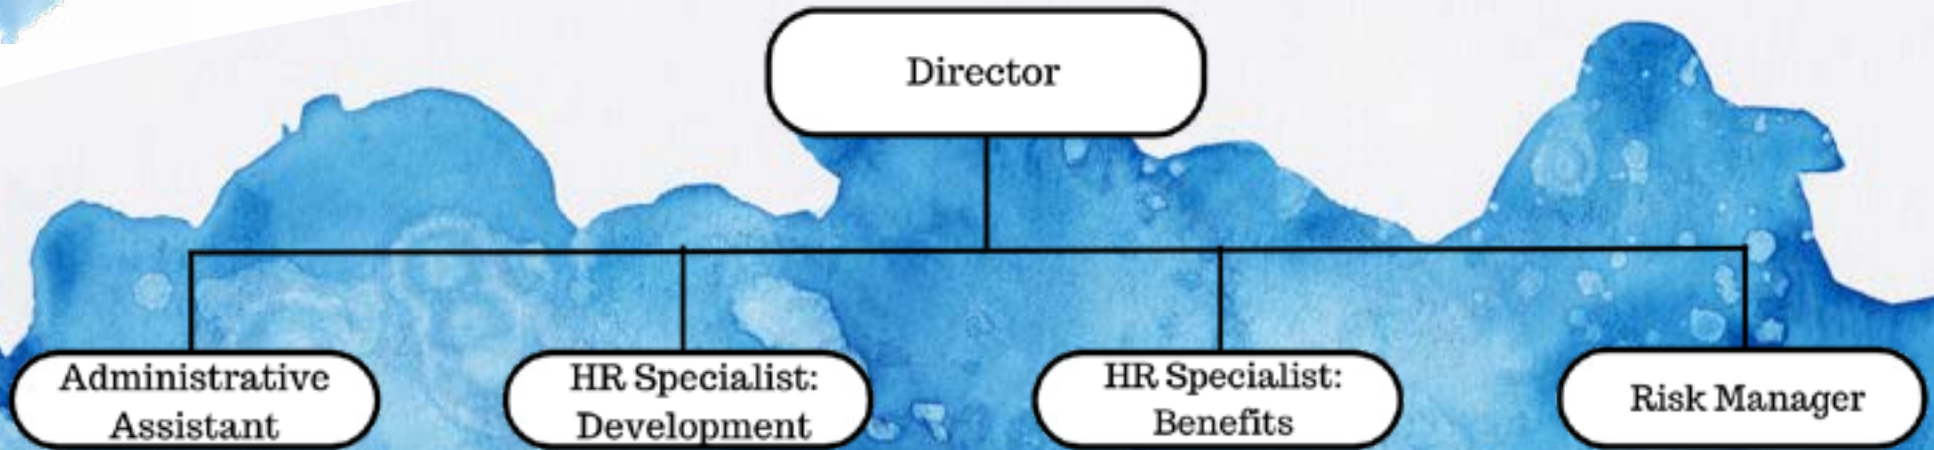 Director
Administrative
Assistant
HR Specialist:
Development
HR Specialist:
Benefits
Risk Manager